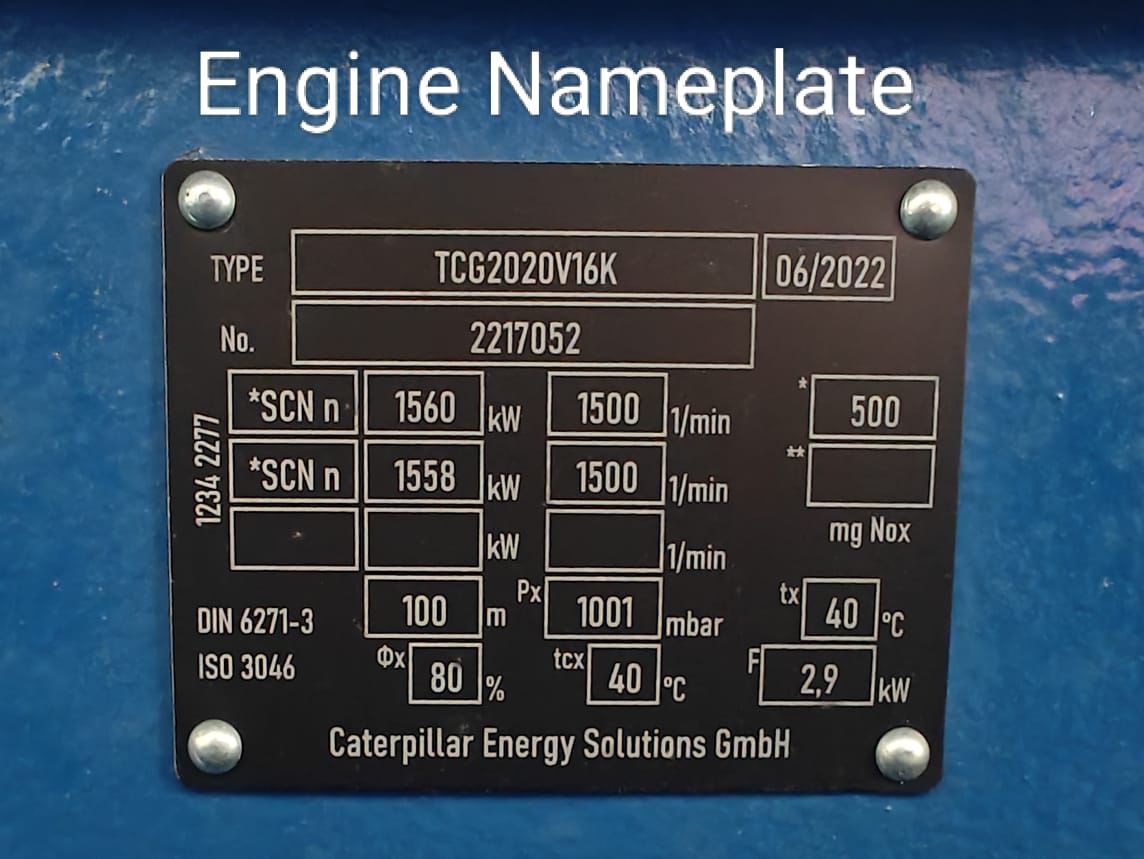 Engine Nameplate
TYPE TCG2020V16K 06/2022
No. 2217052
1234 2277
*SCN n 1560 kW 1500 1/min * 500
*SCN n 1558 kW 1500 1/min **
kW 1/min mg Nox
DIN 6271-3 100 m Px 1001 mbar tx 40 °C
ISO 3046 Φx 80 % tcx 40 °C F 2,9 kW
Caterpillar Energy Solutions GmbH